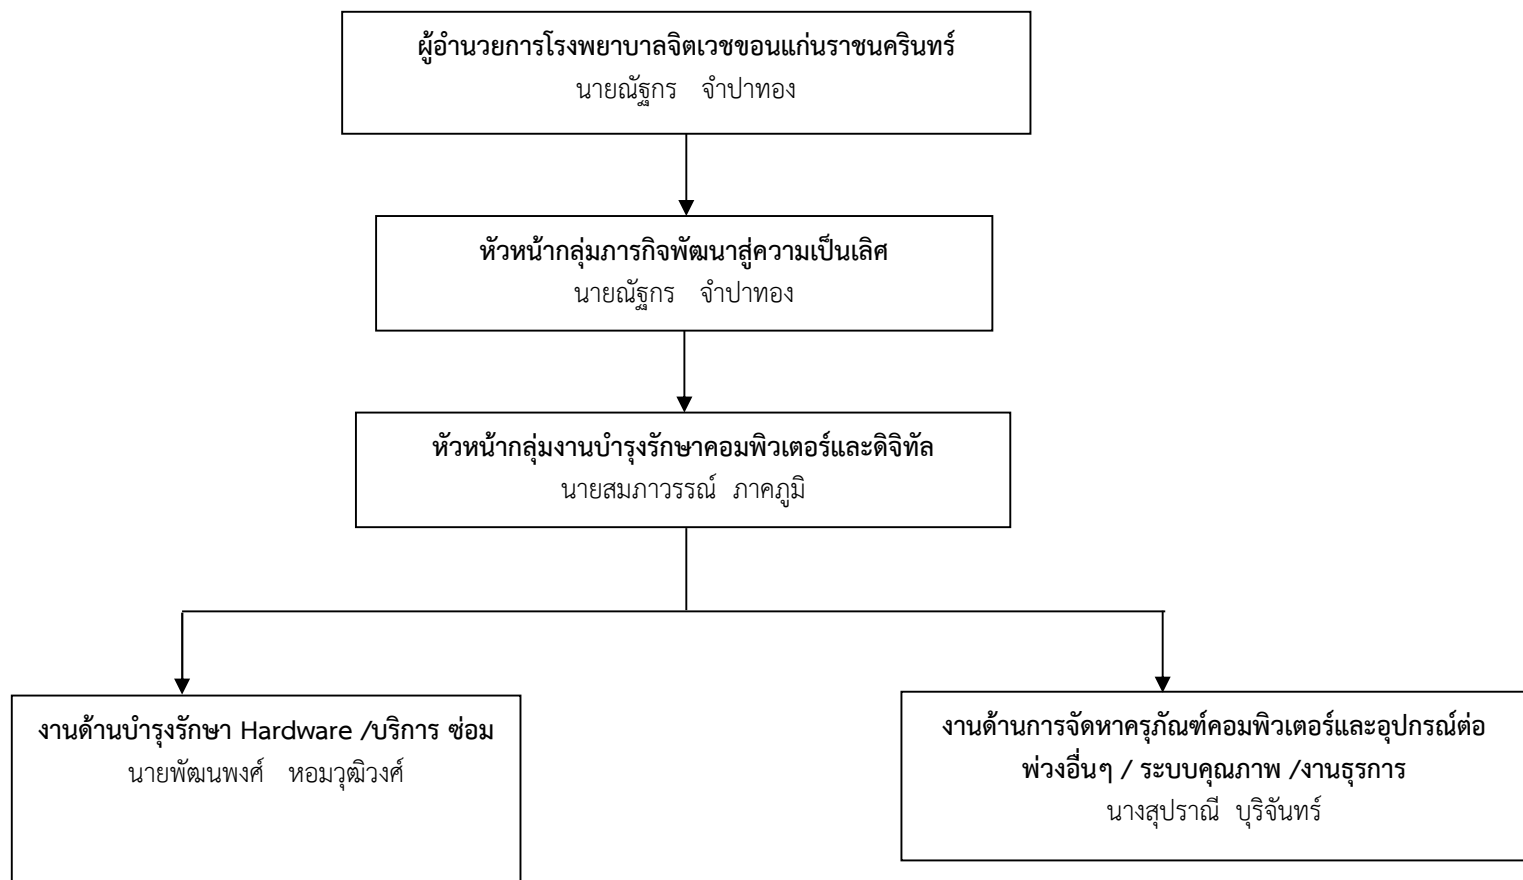 ผู้อำนวยการโรงพยาบาลจิตเวชขอนแก่นราชนครินทร์
นายณัฐกร จำปาทอง
หัวหน้ากลุ่มภารกิจพัฒนาสู่ความเป็นเลิศ
นายณัฐกร จำปาทอง
หัวหน้ากลุ่มงานบำรุงรักษาคอมพิวเตอร์และดิจิทัล
นายสมภาวรรณ์ ภาคภูมิ
งานด้านบำรุงรักษา Hardware /บริการ ซ่อม
นายพัฒนพงศ์ หอมวุฒิวงศ์
งานด้านการจัดหาครุภัณฑ์คอมพิวเตอร์และอุปกรณ์ต่อ
พ่วงอื่นๆ / ระบบคุณภาพ /งานธุรการ
นางสุปราณี บุริจันทร์